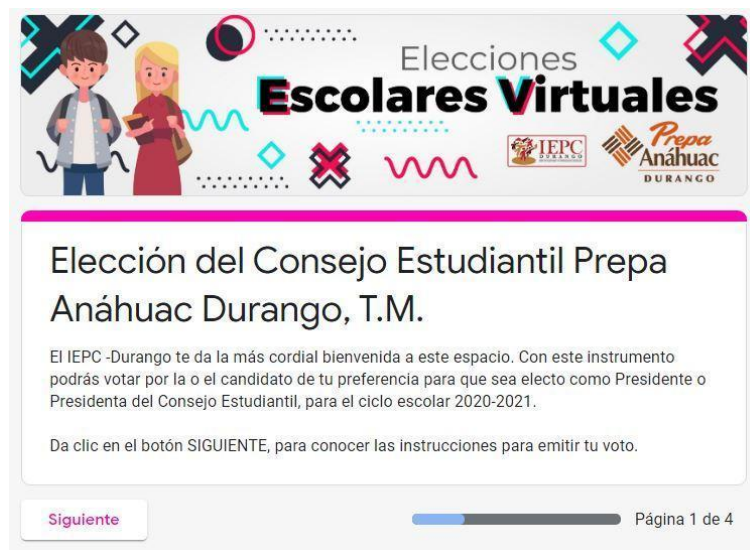 Elecciones
Escolares Virtuales
IEPC
DURANGO
Prepa
Anáhuac
DURANGO
Elección del Consejo Estudiantil Prepa
Anáhuac Durango, T.M.
El IEPC -Durango te da la más cordial bienvenida a este espacio. Con este instrumento
podrás votar por la o el candidato de tu preferencia para que sea electo como Presidente o
Presidenta del Consejo Estudiantil, para el ciclo escolar 2020-2021.
Da clic en el botón SIGUIENTE, para conocer las instrucciones para emitir tu voto.
Siguiente
Página 1 de 4